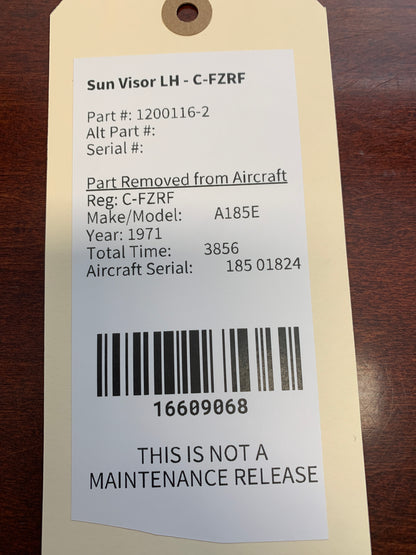 Sun Visor LH - C-FZRF
Part #: 1200116-2
Alt Part #:
Serial #:
Part Removed from Aircraft
Reg: C-FZRF
Make/Model: A185E
Year: 1971
Total Time: 3856
Aircraft Serial: 185 01824
16609068
THIS IS NOT A
MAINTENANCE RELEASE